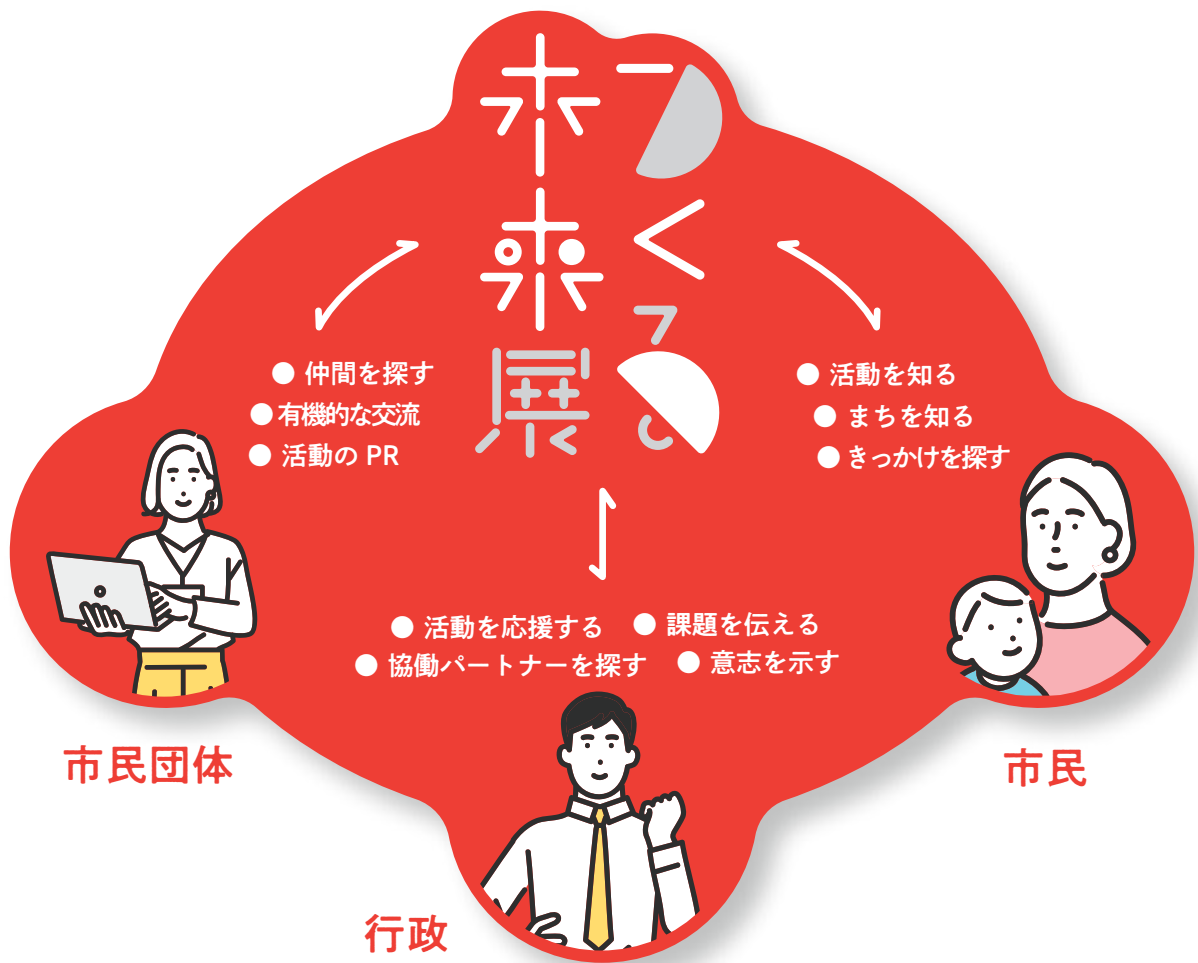 つくる
未来展
● 仲間を探す
● 有機的な交流
● 活動の PR
● 活動を知る
● まちを知る
● きっかけを探す
● 活動を応援する ● 課題を伝える
● 協働パートナーを探す ● 意志を示す
市民団体
市民
行政